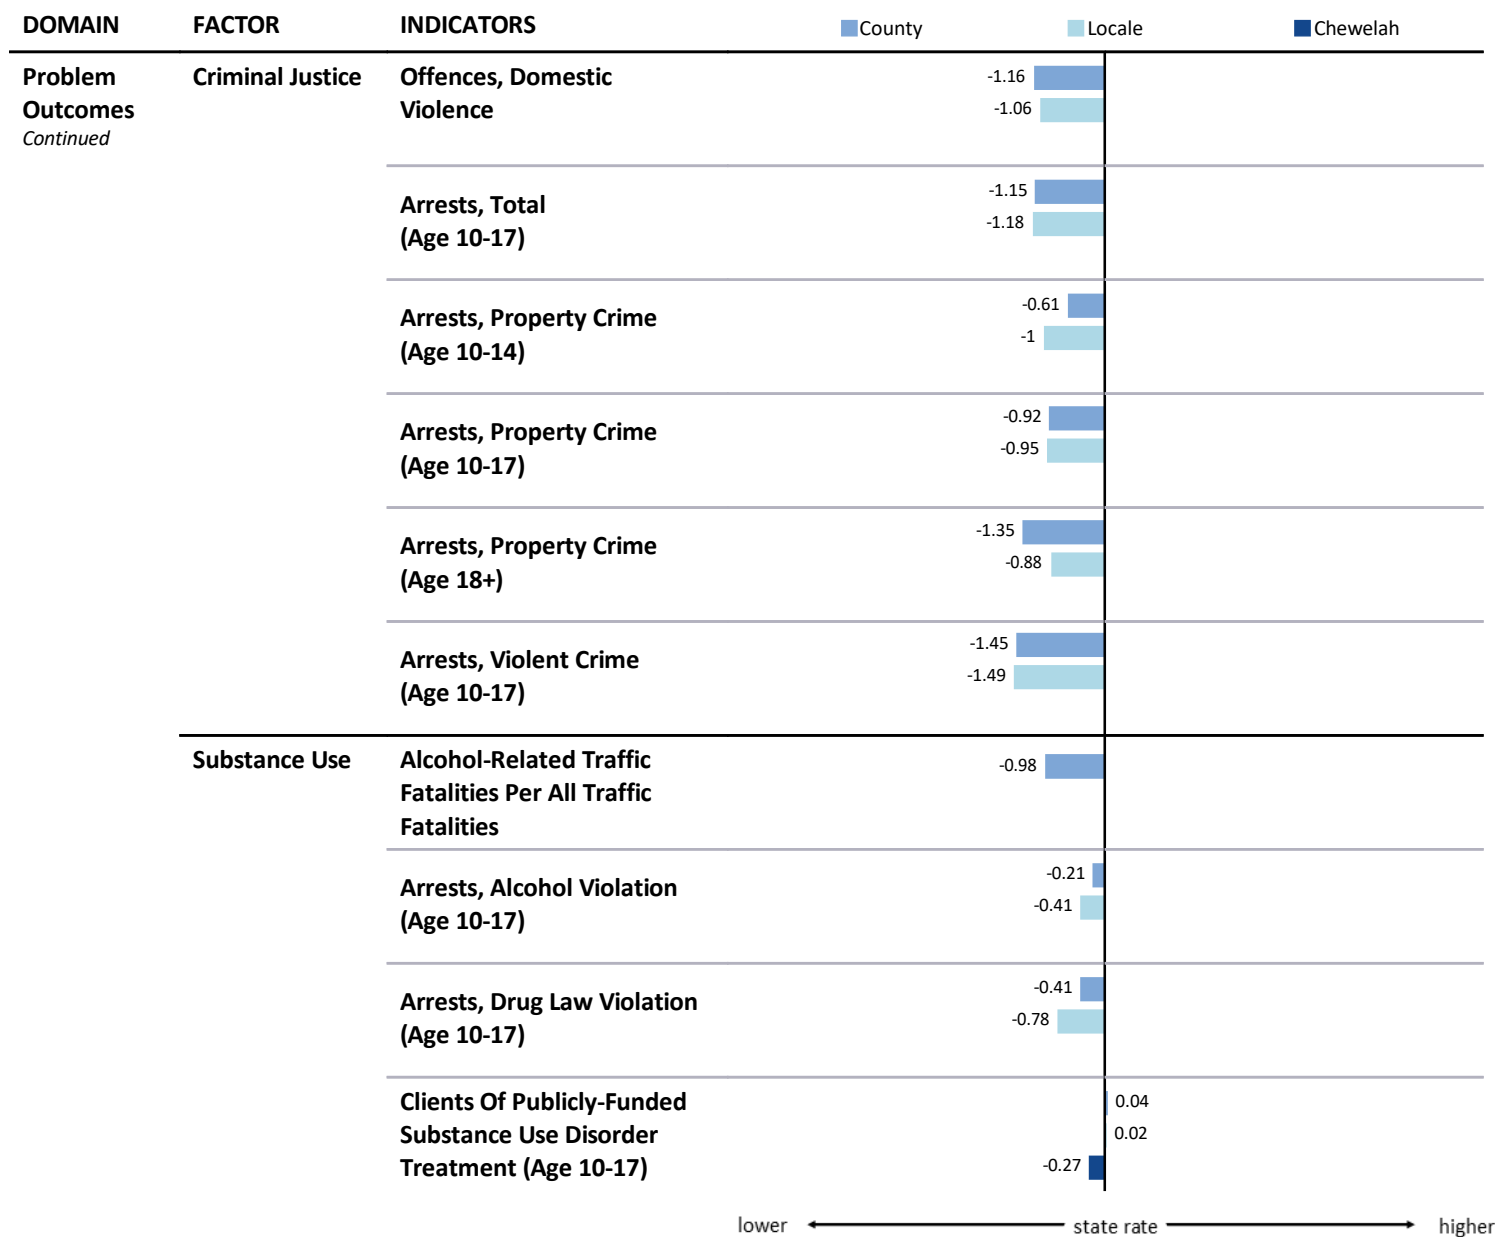 DOMAIN FACTOR INDICATORS County Locale Chewelah
Problem Criminal Justice Offences, Domestic -1.16
Outcomes Violence -1.06
Continued
Arrests, Total -1.15
(Age 10-17) -1.18
Arrests, Property Crime -0.61
(Age 10-14) -1
Arrests, Property Crime -0.92
(Age 10-17) -0.95
Arrests, Property Crime -1.35
(Age 18+) -0.88
Arrests, Violent Crime -1.45
(Age 10-17) -1.49
Substance Use Alcohol-Related Traffic -0.98
Fatalities Per All Traffic
Fatalities
Arrests, Alcohol Violation -0.21
(Age 10-17) -0.41
Arrests, Drug Law Violation -0.41
(Age 10-17) -0.78
Clients Of Publicly-Funded 0.04
Substance Use Disorder 0.02
Treatment (Age 10-17) -0.27
lower state rate higher